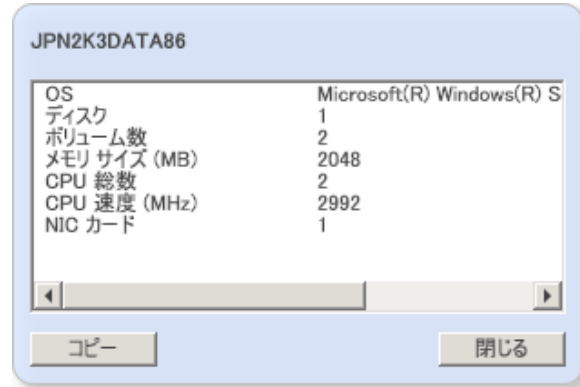 JPN2K3DATA86
OS Microsoft(R) Windows(R) S
ディスク 1
ボリューム数 2
メモリ サイズ (MB) 2048
CPU 総数 2
CPU 速度 (MHz) 2992
NIC カード 1
コピー 閉じる